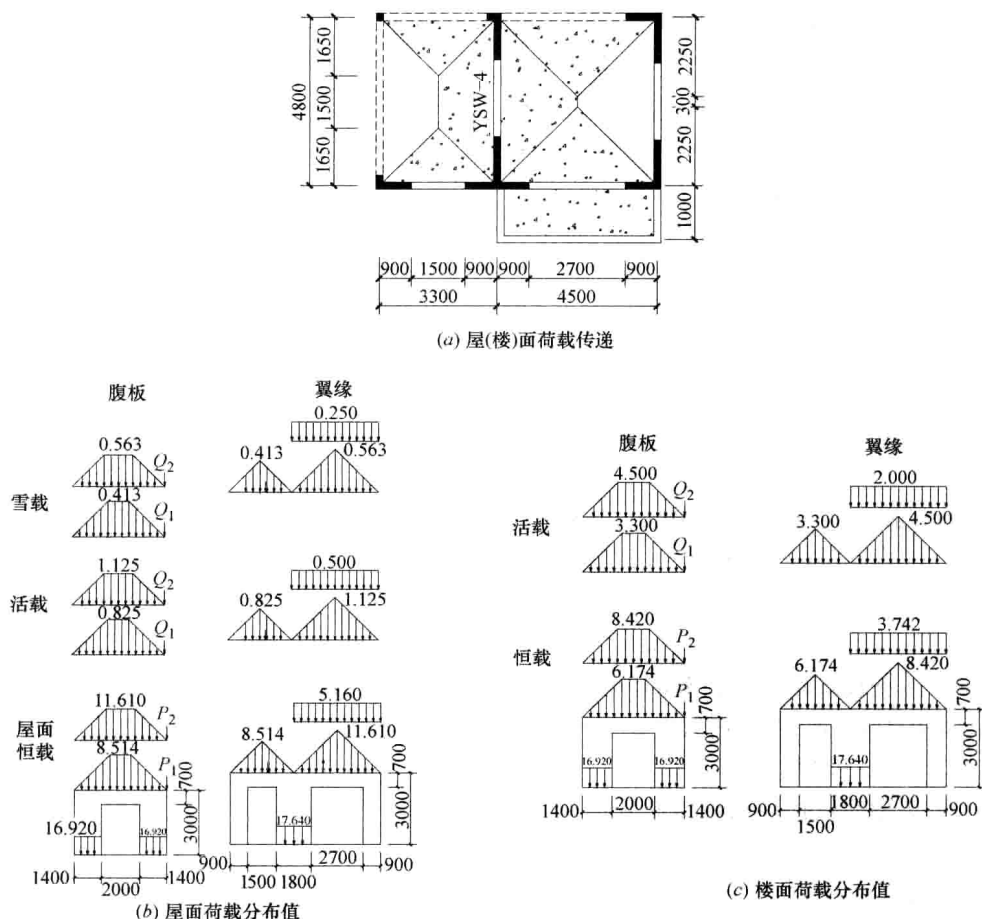 4800
1650
1500
1650
YSW-4
2250
300
2250
1000
900 1500 900 900 2700 900
3300 4500
(a) 屋(楼)面荷载传递
腹板 翼缘
雪载
0.563 Q2
0.413 Q1
0.250
0.413 0.563
活载
1.125 Q2
0.825 Q1
0.500
0.825 1.125
屋面
恒载
11.610 P2
8.514 P1
5.160
8.514 11.610
700
3000
16.920 16.920
1400 2000 1400
700
3000
17.640
900 1500 1800 2700 900
(b) 屋面荷载分布值
腹板 翼缘
活载
4.500 Q2
3.300 Q1
2.000
3.300 4.500
恒载
8.420 P2
6.174 P1
3.742
6.174 8.420
700
3000
16.920 16.920
1400 2000 1400
700
3000
17.640
900 1500 1800 2700 900
(c) 楼面荷载分布值